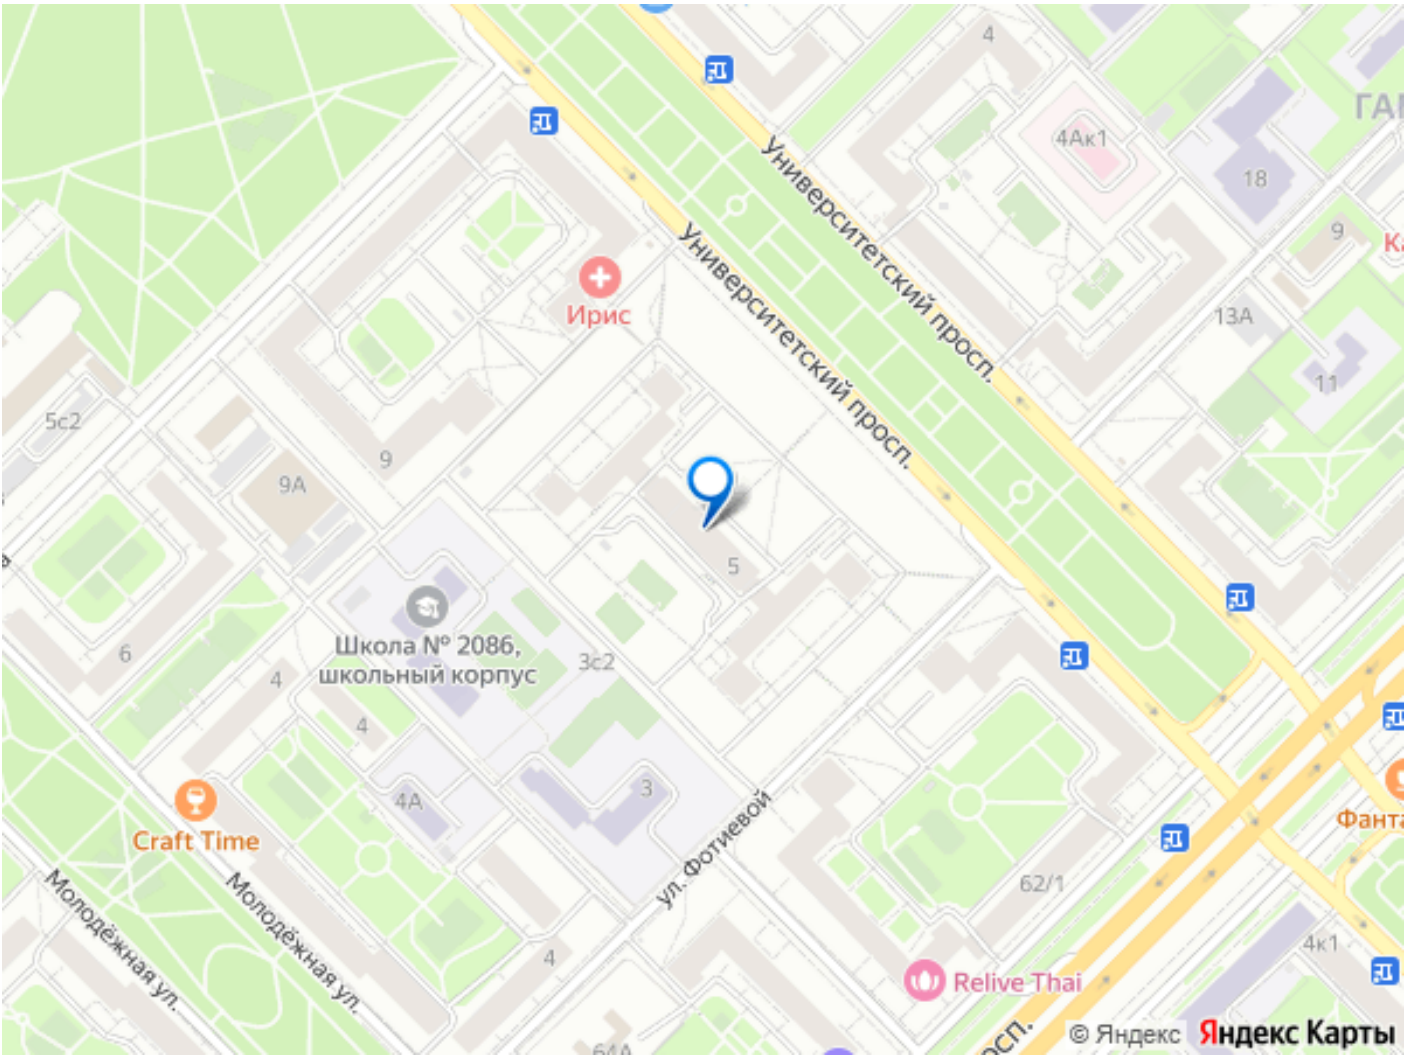 4
ГА
4Ак1
18
Университетский просп.
9
Ка
Университетский просп.
Ирис
13А
11
5с2
9
9А
5
Школа № 2086,
школьный корпус
3с2
6
4
4
4А
3
Craft Time
Фанта
ул. Фотиевой
62/1
Молодёжная ул.
Молодёжная ул.
4
4к1
Relive Thai
росп.
64А
© Яндекс Яндекс Карты